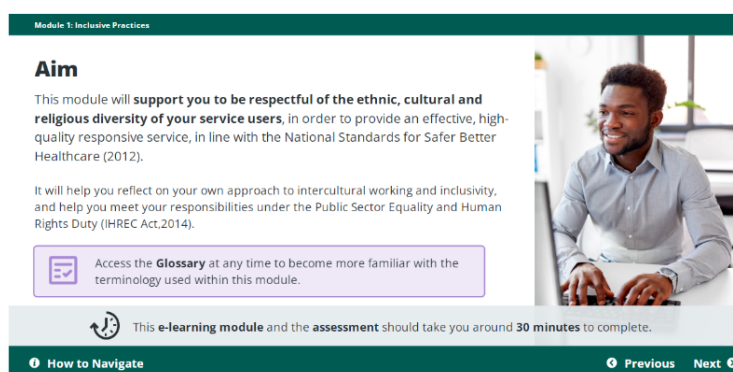 Module 1: Inclusive Practices
Aim
This module will support you to be respectful of the ethnic, cultural and
religious diversity of your service users, in order to provide an effective, high-
quality responsive service, in line with the National Standards for Safer Better
Healthcare (2012).
It will help you reflect on your own approach to intercultural working and inclusivity,
and help you meet your responsibilities under the Public Sector Equality and Human
Rights Duty (IHREC Act,2014).
Access the Glossary at any time to become more familiar with the
terminology used within this module.
This e-learning module and the assessment should take you around 30 minutes to complete.
How to Navigate
Previous Next